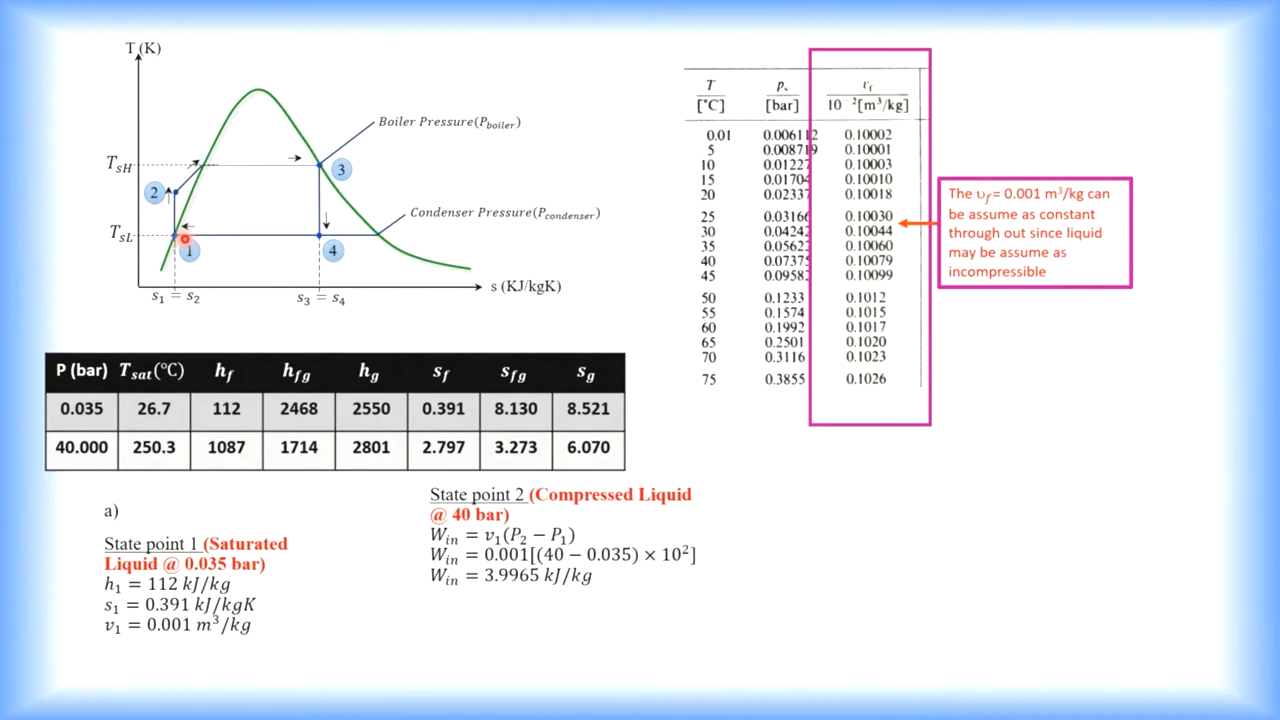 T (K)
Boiler Pressure(P_boiler)
T_sH
3
2
Condenser Pressure(P_condenser)
T_sL
1
4
s (KJ/kgK)
s₁ = s₂
s₃ = s₄
T p_s v_f
[°C] [bar] 10⁻²[m³/kg]
0.01 0.006112 0.10002
5 0.008719 0.10001
10 0.01227 0.10003
15 0.01704 0.10010
20 0.02337 0.10018
25 0.03166 0.10030
30 0.04242 0.10044
35 0.05622 0.10060
40 0.07375 0.10079
45 0.09582 0.10099
50 0.1233 0.1012
55 0.1574 0.1015
60 0.1992 0.1017
65 0.2501 0.1020
70 0.3116 0.1023
75 0.3855 0.1026
The υ_f = 0.001 m³/kg can
be assume as constant
through out since liquid
may be assume as
incompressible
P (bar) T_sat(°C) h_f h_fg h_g s_f s_fg s_g
0.035 26.7 112 2468 2550 0.391 8.130 8.521
40.000 250.3 1087 1714 2801 2.797 3.273 6.070
a)
State point 1 (Saturated
Liquid @ 0.035 bar)
h₁ = 112 kJ/kg
s₁ = 0.391 kJ/kgK
v₁ = 0.001 m³/kg
State point 2 (Compressed Liquid
@ 40 bar)
W_in = v₁(P₂ − P₁)
W_in = 0.001[(40 − 0.035) × 10²]
W_in = 3.9965 kJ/kg